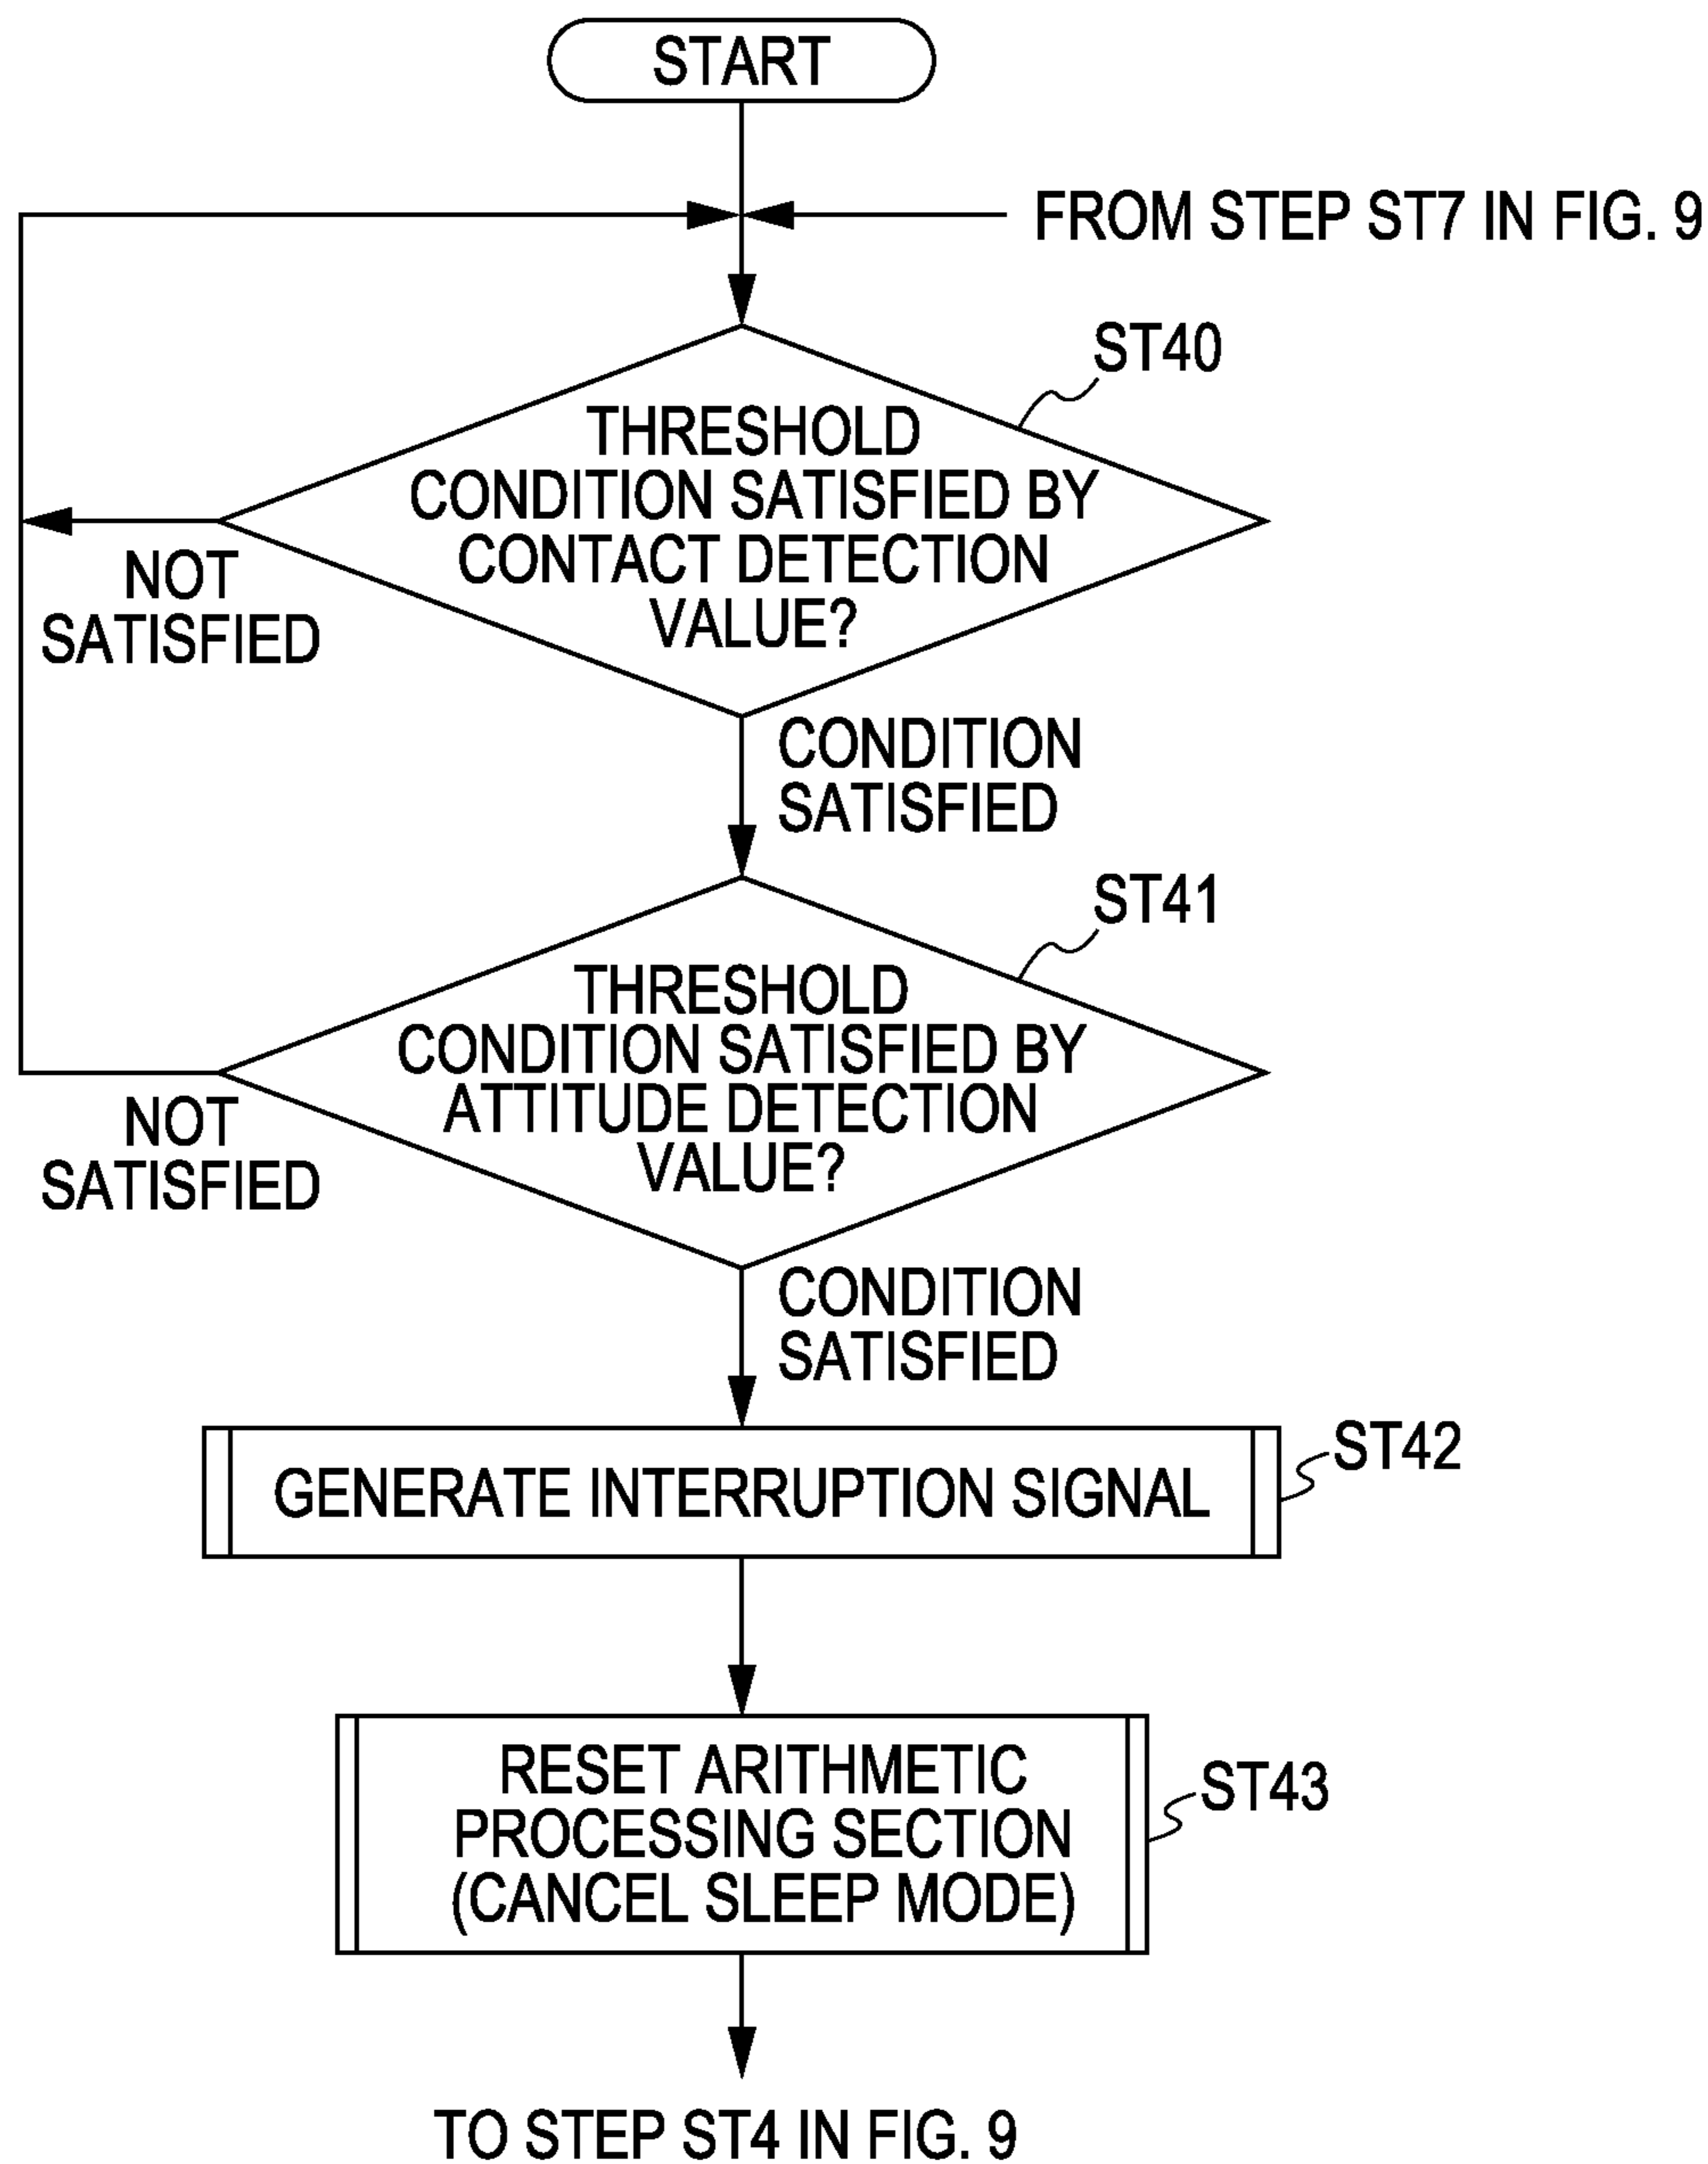 START
FROM STEP ST7 IN FIG. 9
ST40
THRESHOLD
CONDITION SATISFIED BY
CONTACT DETECTION
VALUE?
NOT
SATISFIED
CONDITION
SATISFIED
ST41
THRESHOLD
CONDITION SATISFIED BY
ATTITUDE DETECTION
VALUE?
NOT
SATISFIED
CONDITION
SATISFIED
ST42
GENERATE INTERRUPTION SIGNAL
ST43
RESET ARITHMETIC
PROCESSING SECTION
(CANCEL SLEEP MODE)
TO STEP ST4 IN FIG. 9